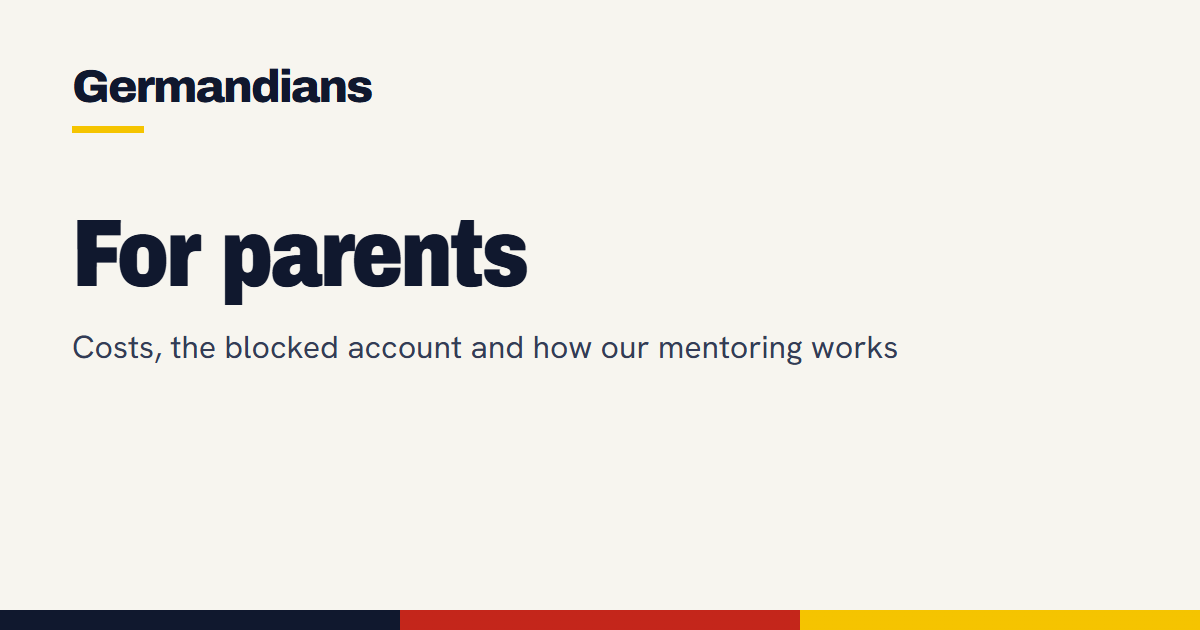 Germandians
For parents
Costs, the blocked account and how our mentoring works